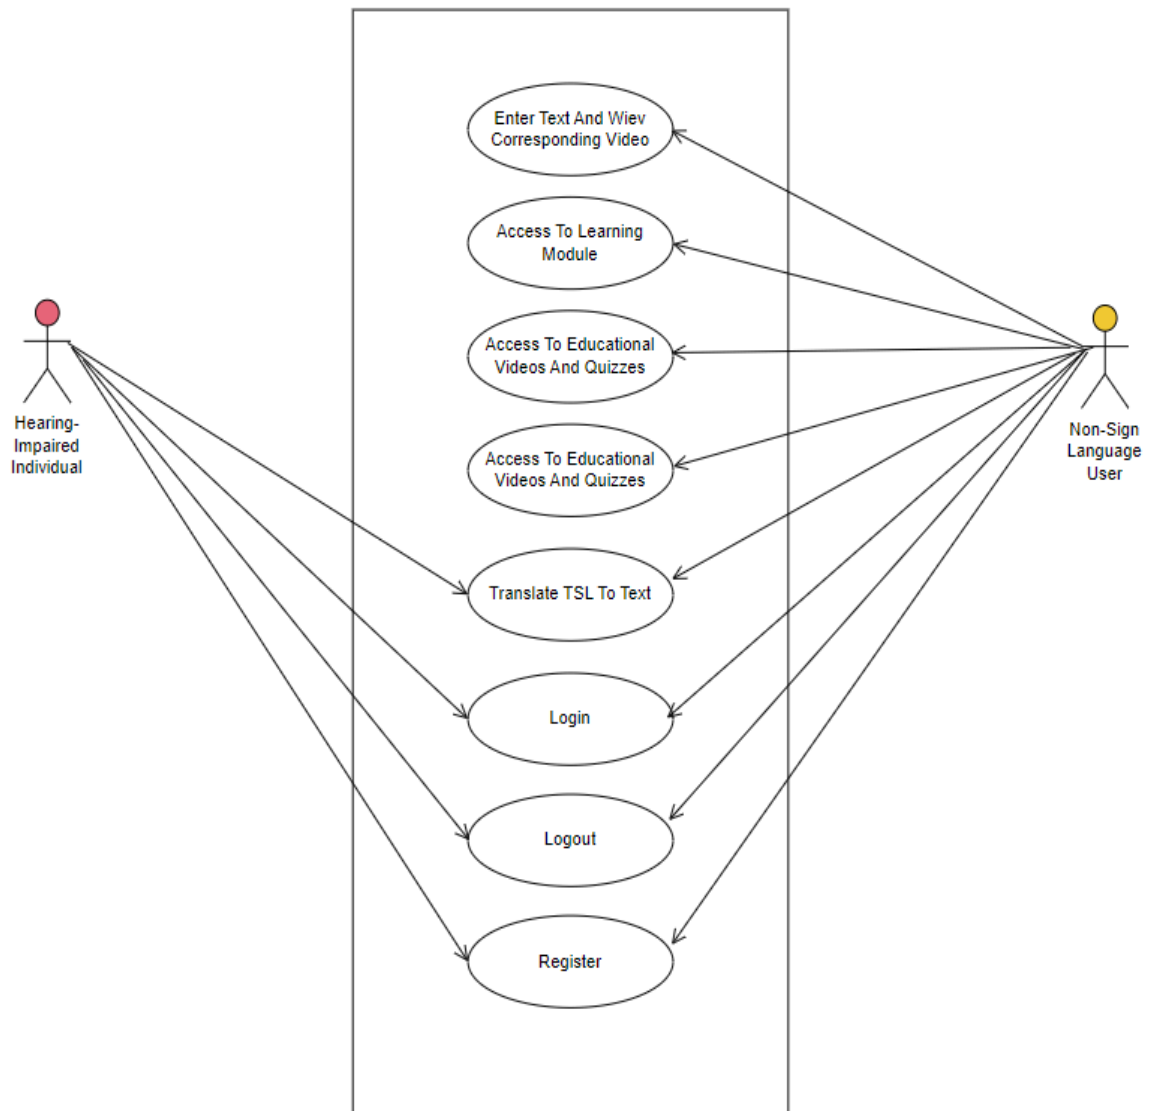 Enter Text And Wiev
Corresponding Video
Access To Learning
Module
Access To Educational
Videos And Quizzes
Access To Educational
Videos And Quizzes
Translate TSL To Text
Login
Logout
Register
Hearing-
Impaired
Individual
Non-Sign
Language
User